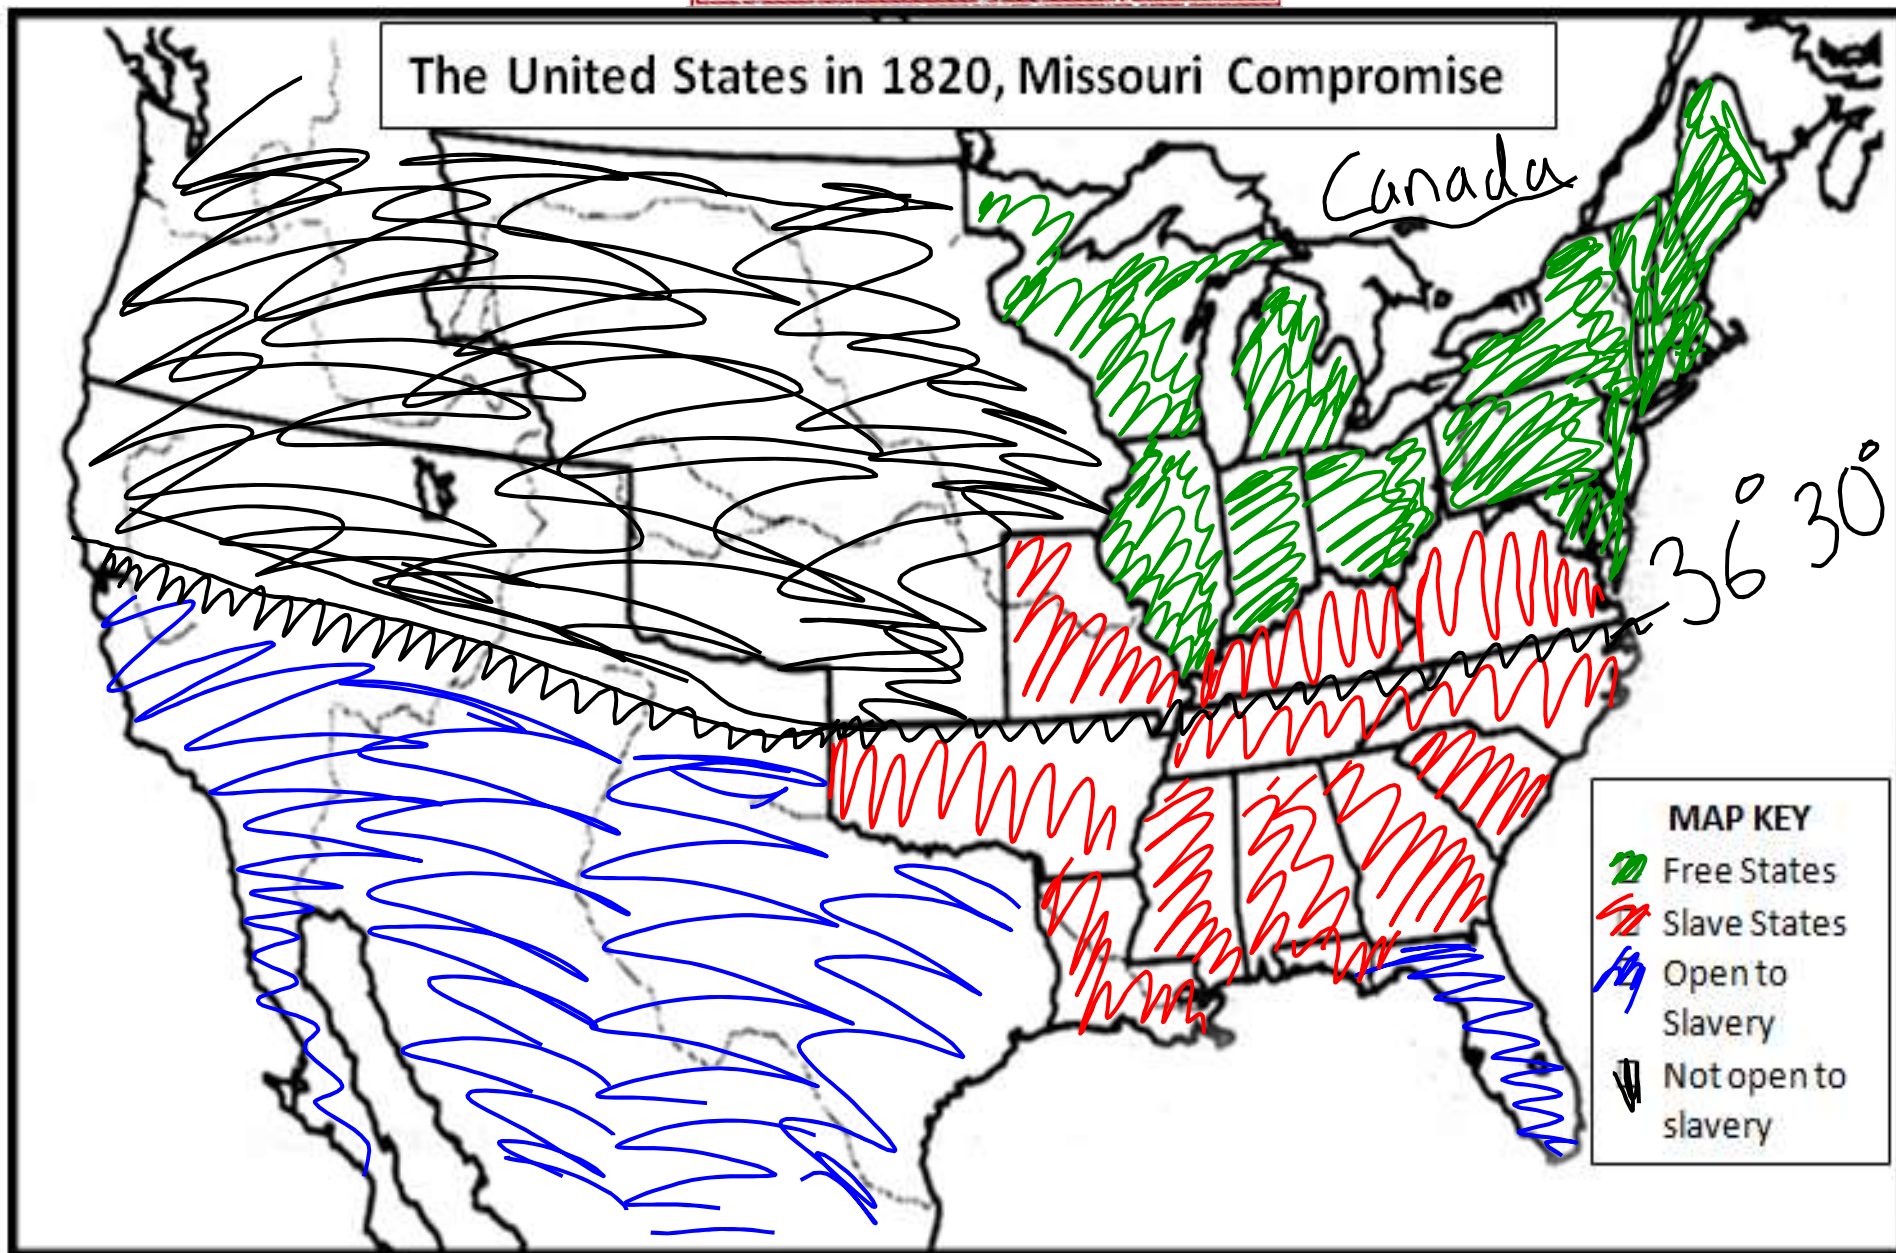 The United States in 1820, Missouri Compromise
Canada
36° 30°
MAP KEY
Free States
Slave States
Open to
Slavery
Not open to
slavery